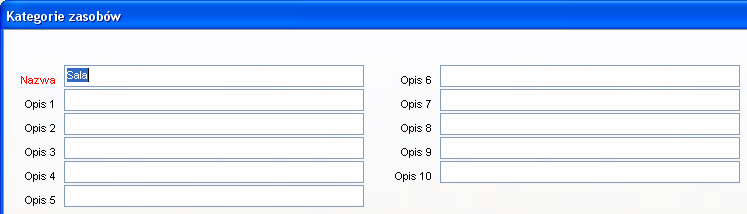 Kategorie zasobów
Nazwa Sala
Opis 1
Opis 2
Opis 3
Opis 4
Opis 5
Opis 6
Opis 7
Opis 8
Opis 9
Opis 10